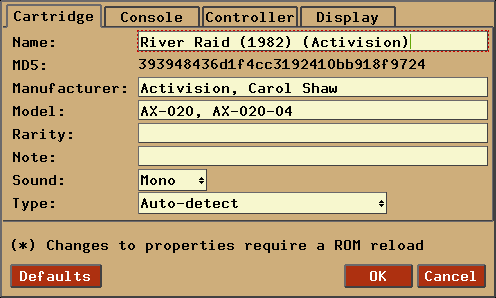 Cartridge Console Controller Display
Name: River Raid (1982) (Activision)
MD5: 393948436d1f4cc3192410bb918f9724
Manufacturer: Activision, Carol Shaw
Model: AX-020, AX-020-04
Rarity:
Note:
Sound: Mono
Type: Auto-detect
(*) Changes to properties require a ROM reload
Defaults OK Cancel